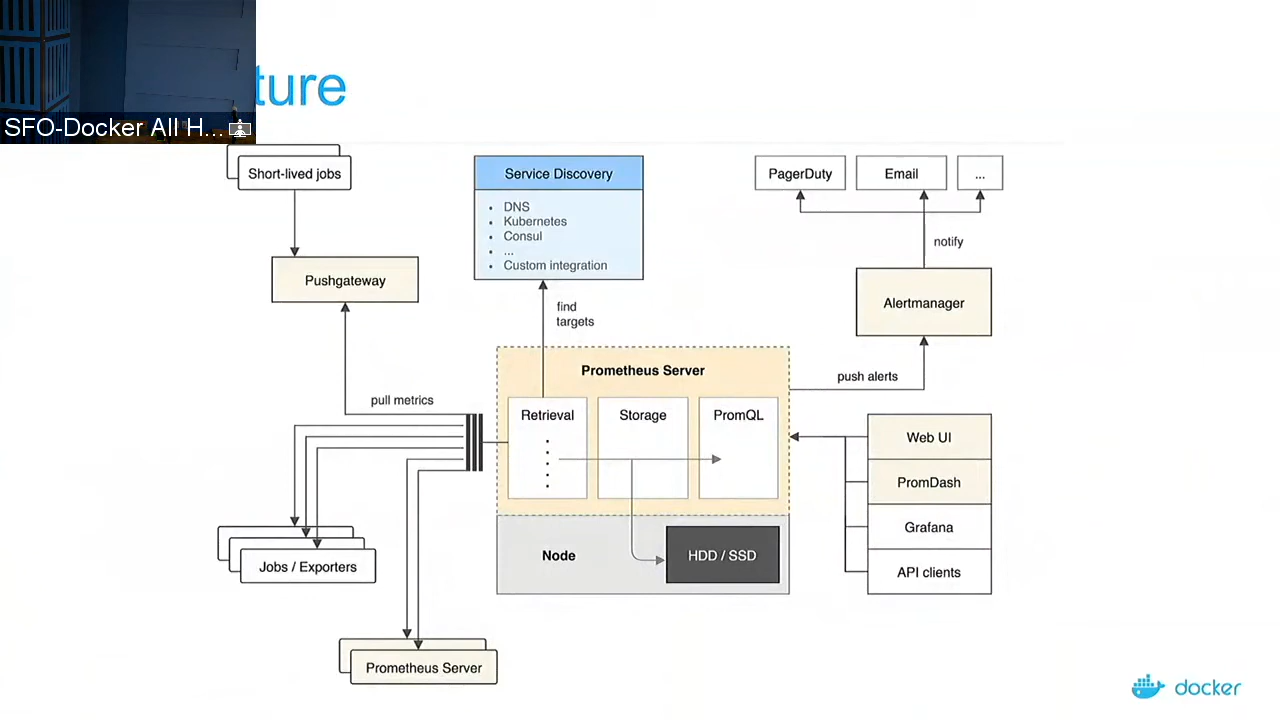 ture
SFO-Docker All H...
Short-lived jobs
Service Discovery
DNS
Kubernetes
Consul
...
Custom integration
PagerDuty
Email
...
notify
Pushgateway
Alertmanager
find
targets
Prometheus Server
push alerts
pull metrics
Retrieval
Storage
PromQL
Web UI
PromDash
Grafana
API clients
Node
HDD / SSD
Jobs / Exporters
Prometheus Server
docker